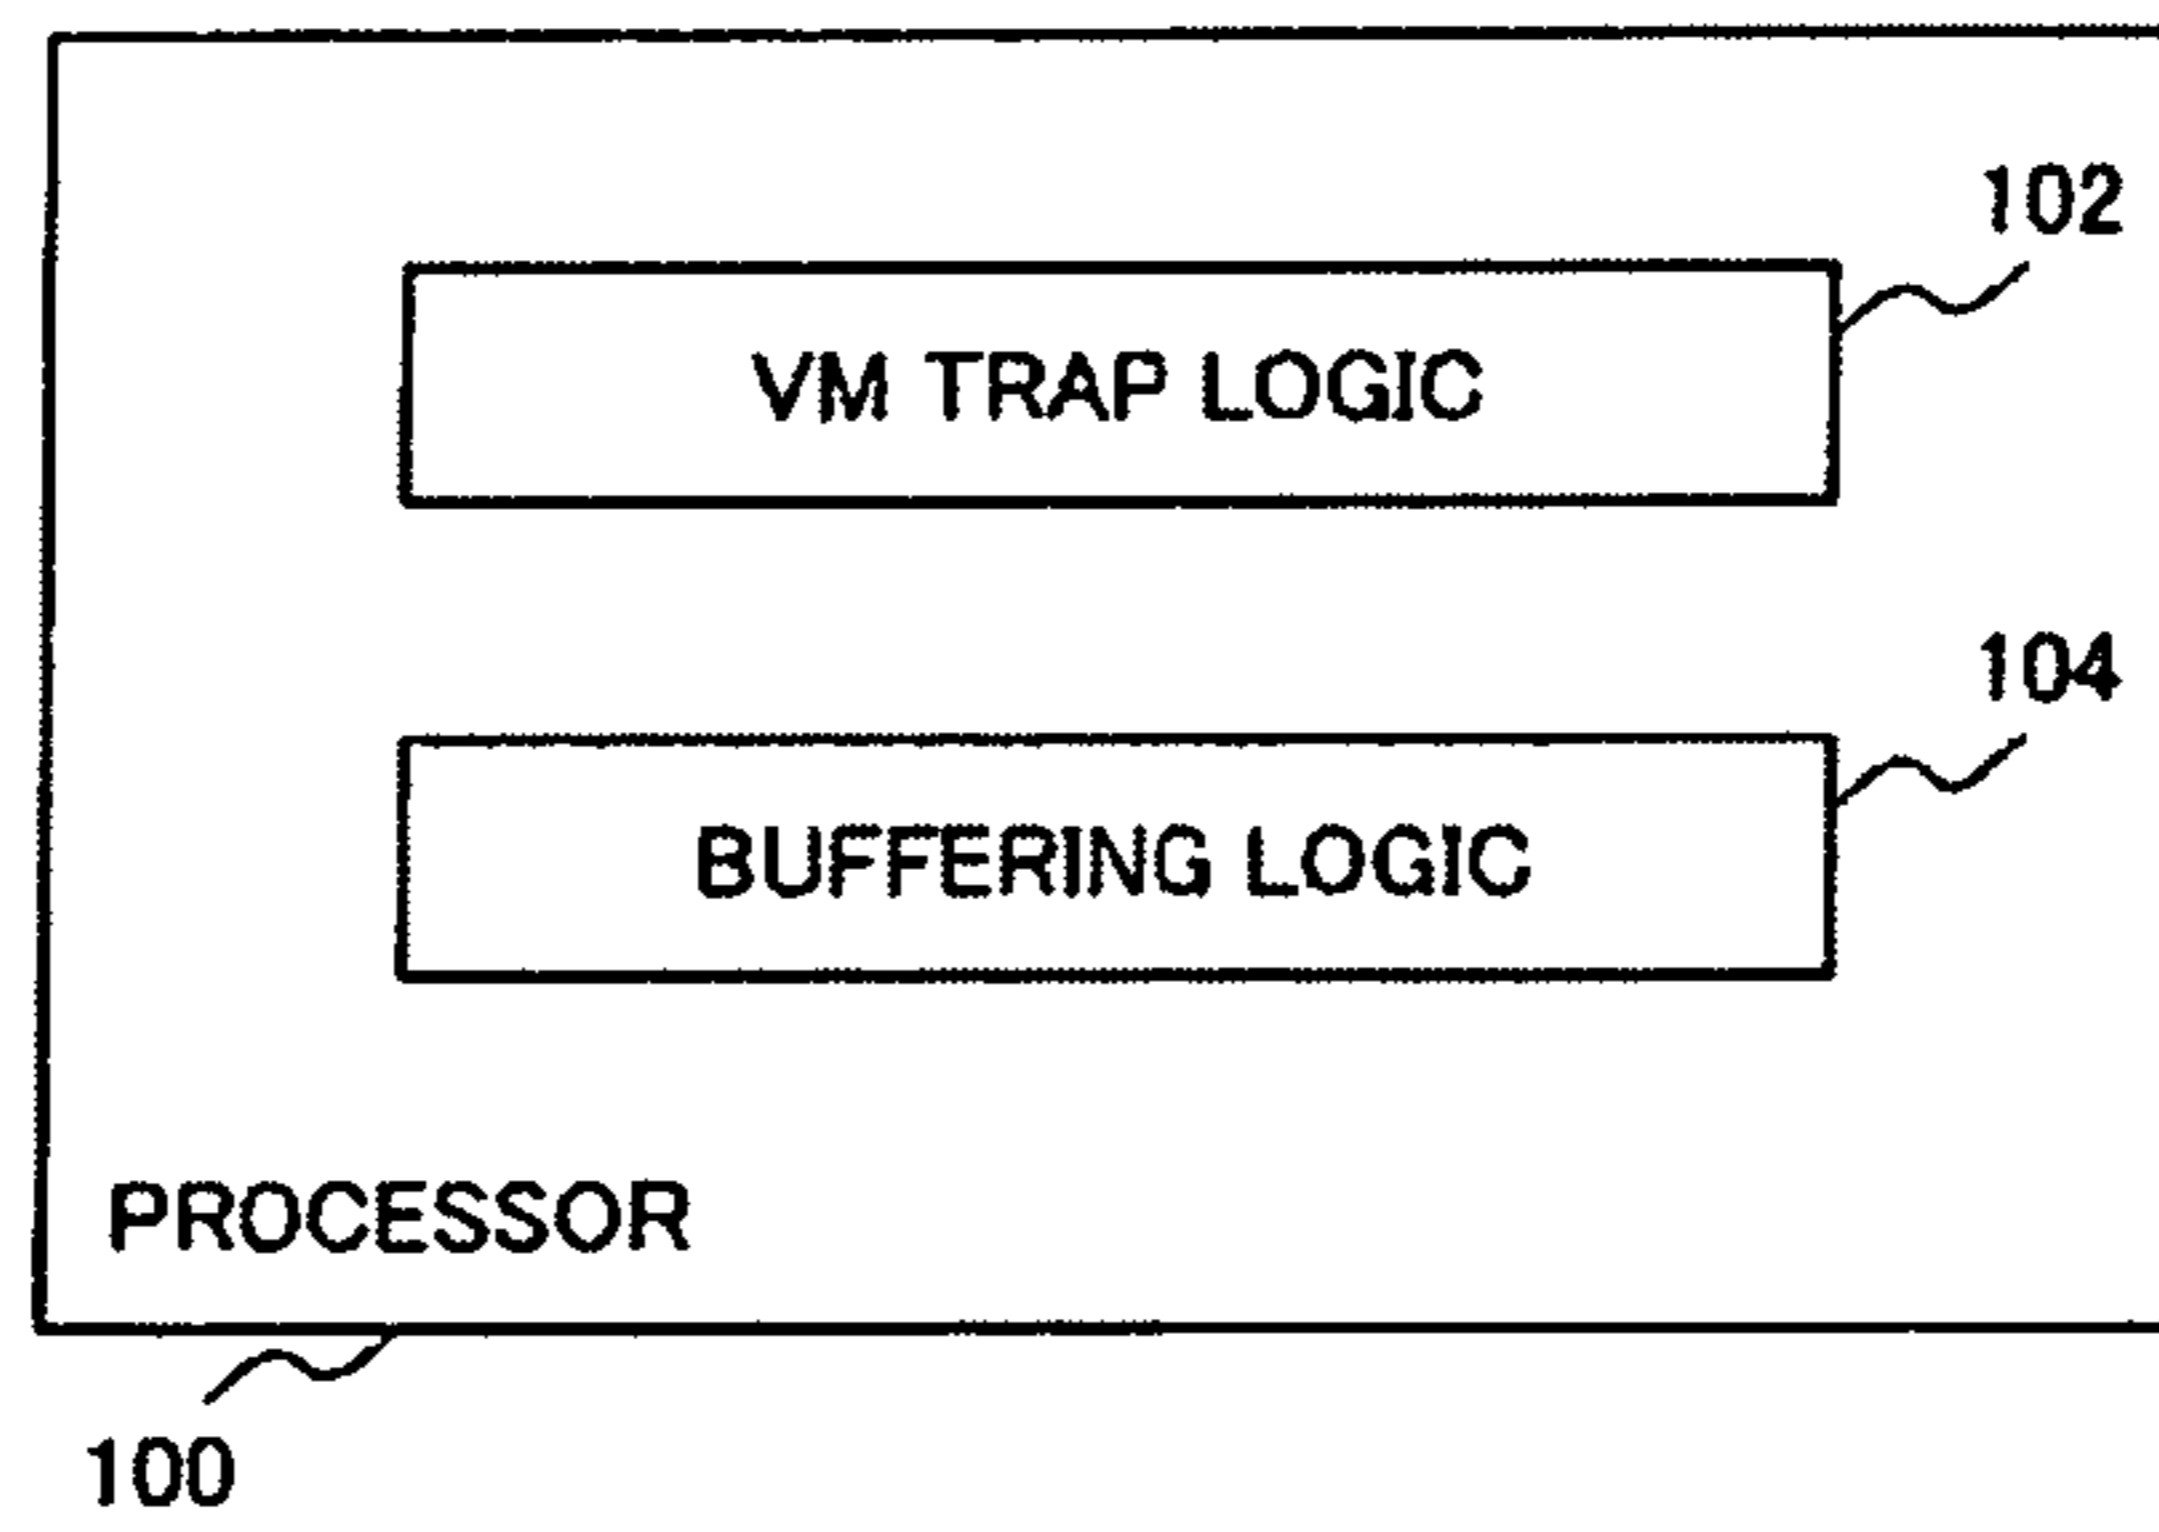 102
VM TRAP LOGIC
104
BUFFERING LOGIC
PROCESSOR
100